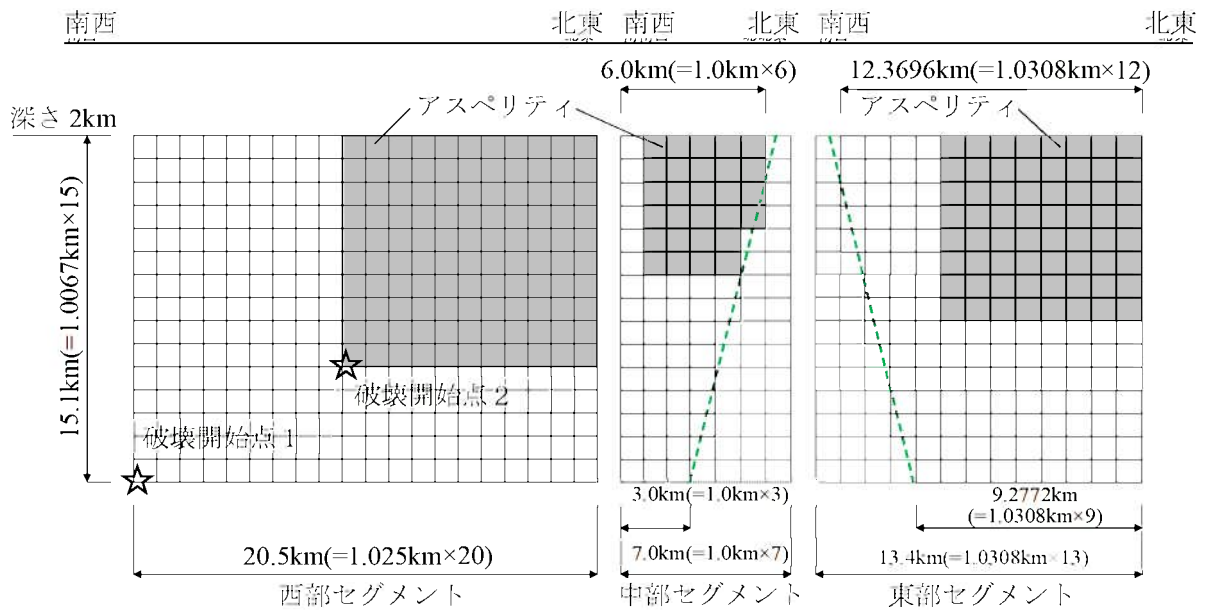 南西 北東 南西 北東 南西 北東
6.0km(=1.0km×6) 12.3696km(=1.0308km×12)
アスペリティ アスペリティ
深さ 2km
15.1km(=1.0067km×15)
破壊開始点 2
破壊開始点 1
3.0km(=1.0km×3) 9.2772km
(=1.0308km×9)
20.5km(=1.025km×20) 7.0km(=1.0km×7) 13.4km(=1.0308km×13)
西部セグメント 中部セグメント 東部セグメント